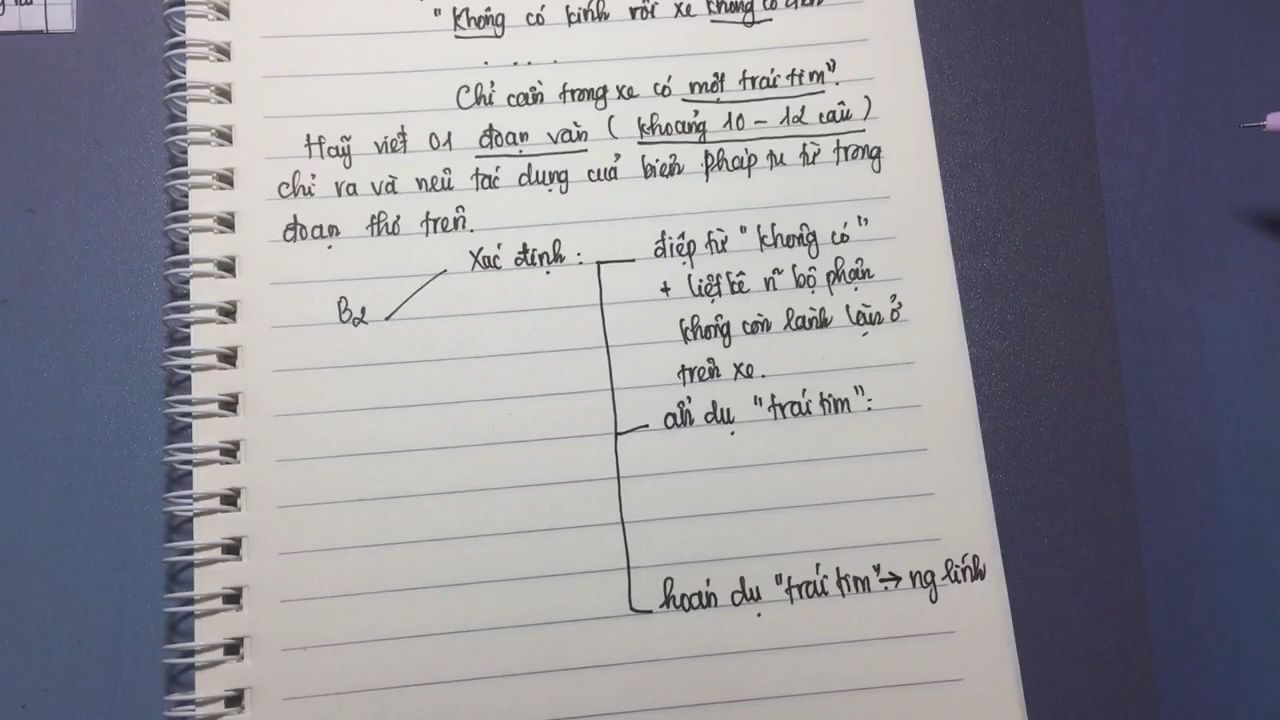 "Không có kính rồi xe không có
. . . .
Chỉ cần trong xe có một trái tim".
Hãy viết 01 đoạn văn ( khoảng 10 - 12 câu )
chỉ ra và nêu tác dụng của biện pháp tu từ trong
đoạn thơ trên.
Xác định :
B2
điệp từ "không có"
+ liệt kê ~n bộ phận
không còn lành lặn ở
trên xe.
ẩn dụ "trái tim":
hoán dụ "trái tim" → ng lính